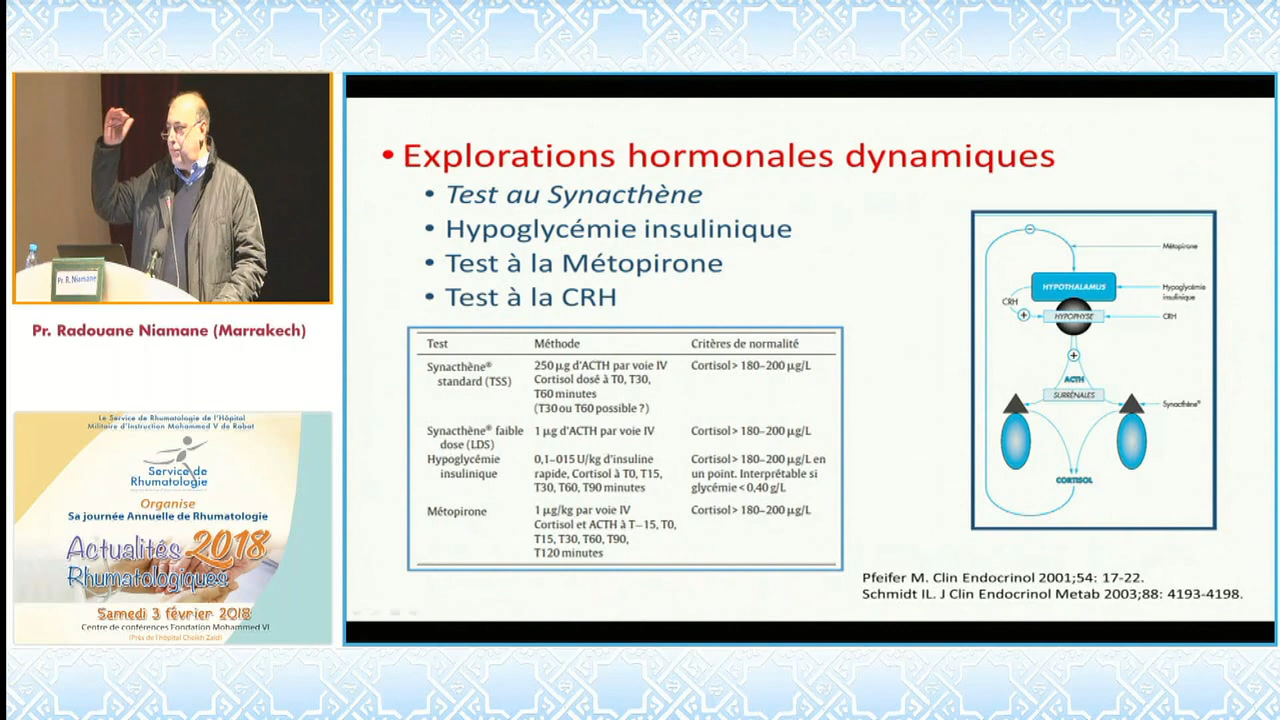 Pr. R. Niamane
Pr. Radouane Niamane (Marrakech)
Le Service de Rhumatologie de l'Hôpital
Militaire d'Instruction Mohammed V de Rabat
Service de
Rhumatologie
Organise
Sa journée Annuelle de Rhumatologie
Actualités 2018
Rhumatologiques
Samedi 3 février 2018
Centre de conférences Fondation Mohammed VI
(Près de l'hôpital Cheikh Zaid)
• Explorations hormonales dynamiques
• Test au Synacthène
• Hypoglycémie insulinique
• Test à la Métopirone
• Test à la CRH
Test Méthode Critères de normalité
Synacthène® 250 µg d'ACTH par voie IV Cortisol > 180–200 µg/L
standard (TSS) Cortisol dosé à T0, T30,
T60 minutes
(T30 ou T60 possible ?)
Synacthène® faible 1 µg d'ACTH par voie IV Cortisol > 180–200 µg/L
dose (LDS)
Hypoglycémie 0,1–015 U/kg d'insuline Cortisol > 180–200 µg/L en
insulinique rapide, Cortisol à T0, T15, un point. Interprétable si
T30, T60, T90 minutes glycémie < 0,40 g/L
Métopirone 1 µg/kg par voie IV Cortisol > 180–200 µg/L
Cortisol et ACTH à T–15, T0,
T15, T30, T60, T90,
T120 minutes
Métopirone
HYPOTHALAMUS
Hypoglycémie
insulinique
CRH
HYPOPHYSE
CRH
ACTH
SURRÉNALES
Synacthène®
CORTISOL
Pfeifer M. Clin Endocrinol 2001;54: 17-22.
Schmidt IL. J Clin Endocrinol Metab 2003;88: 4193-4198.